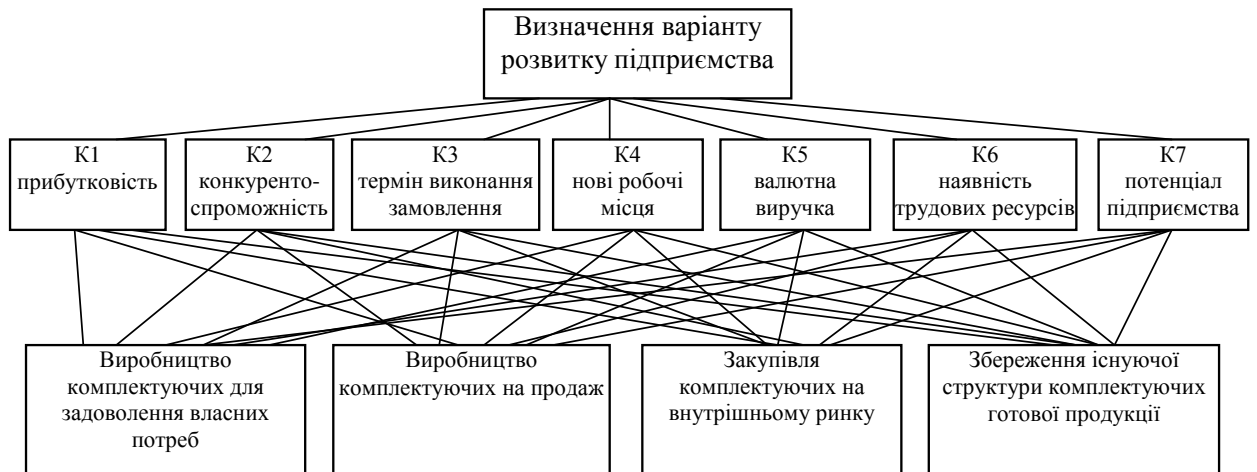 Визначення варіанту
розвитку підприємства
К1
прибутковість
К2
конкуренто-
спроможність
К3
термін виконання
замовлення
К4
нові робочі
місця
К5
валютна
виручка
К6
наявність
трудових ресурсів
К7
потенціал
підприємства
Виробництво
комплектуючих для
задоволення власних
потреб
Виробництво
комплектуючих на продаж
Закупівля
комплектуючих на
внутрішньому ринку
Збереження існуючої
структури комплектуючих
готової продукції